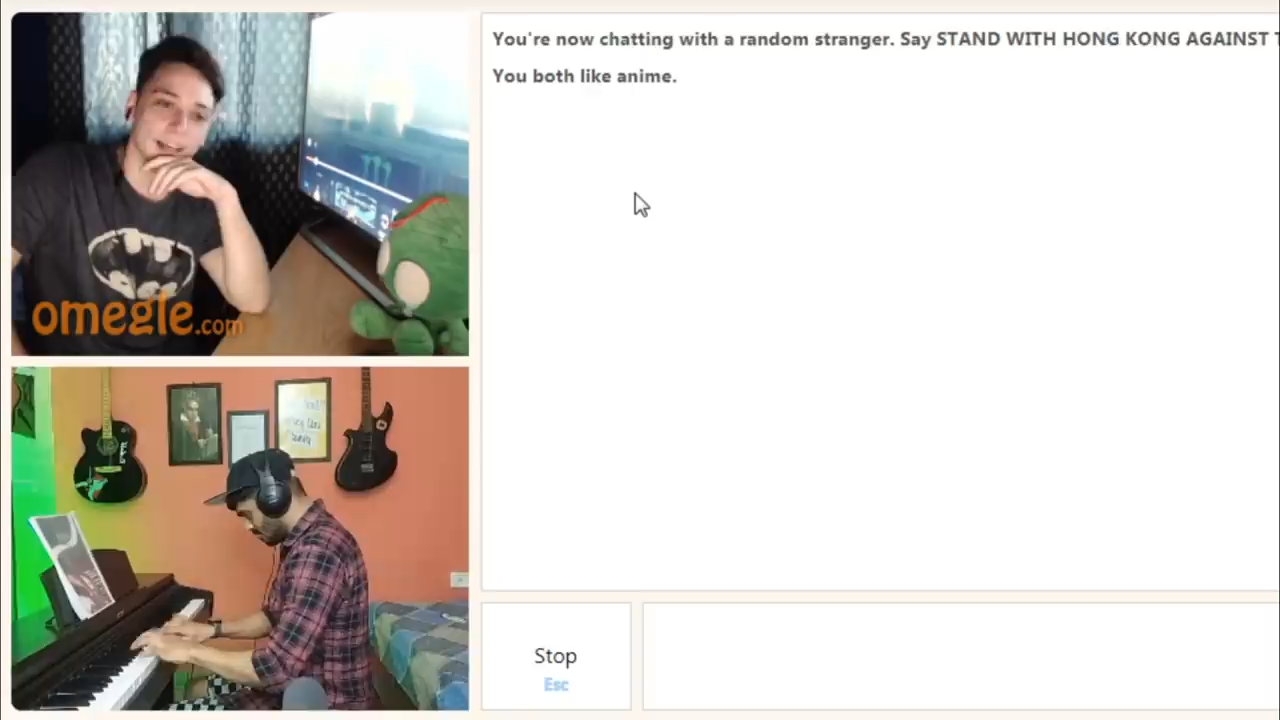 You're now chatting with a random stranger. Say STAND WITH HONG KONG AGAINST
You both like anime.
omegle.com
Stop
Esc